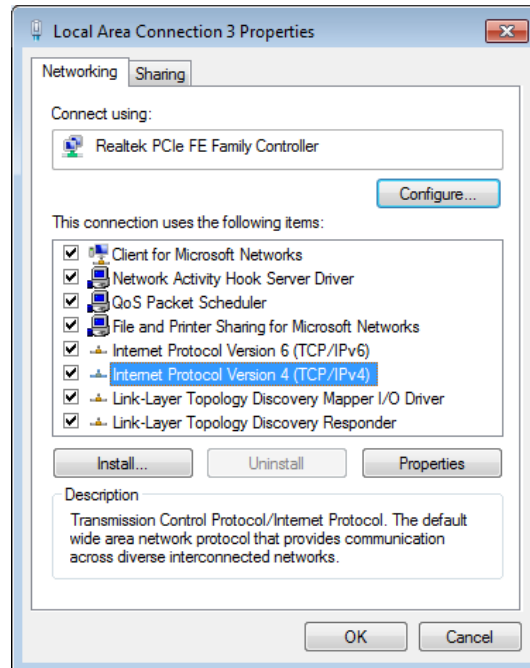 Local Area Connection 3 Properties
Networking
Sharing
Connect using:
Realtek PCIe FE Family Controller
Configure...
This connection uses the following items:
Client for Microsoft Networks
Network Activity Hook Server Driver
QoS Packet Scheduler
File and Printer Sharing for Microsoft Networks
Internet Protocol Version 6 (TCP/IPv6)
Internet Protocol Version 4 (TCP/IPv4)
Link-Layer Topology Discovery Mapper I/O Driver
Link-Layer Topology Discovery Responder
Install...
Uninstall
Properties
Description
Transmission Control Protocol/Internet Protocol. The default
wide area network protocol that provides communication
across diverse interconnected networks.
OK
Cancel